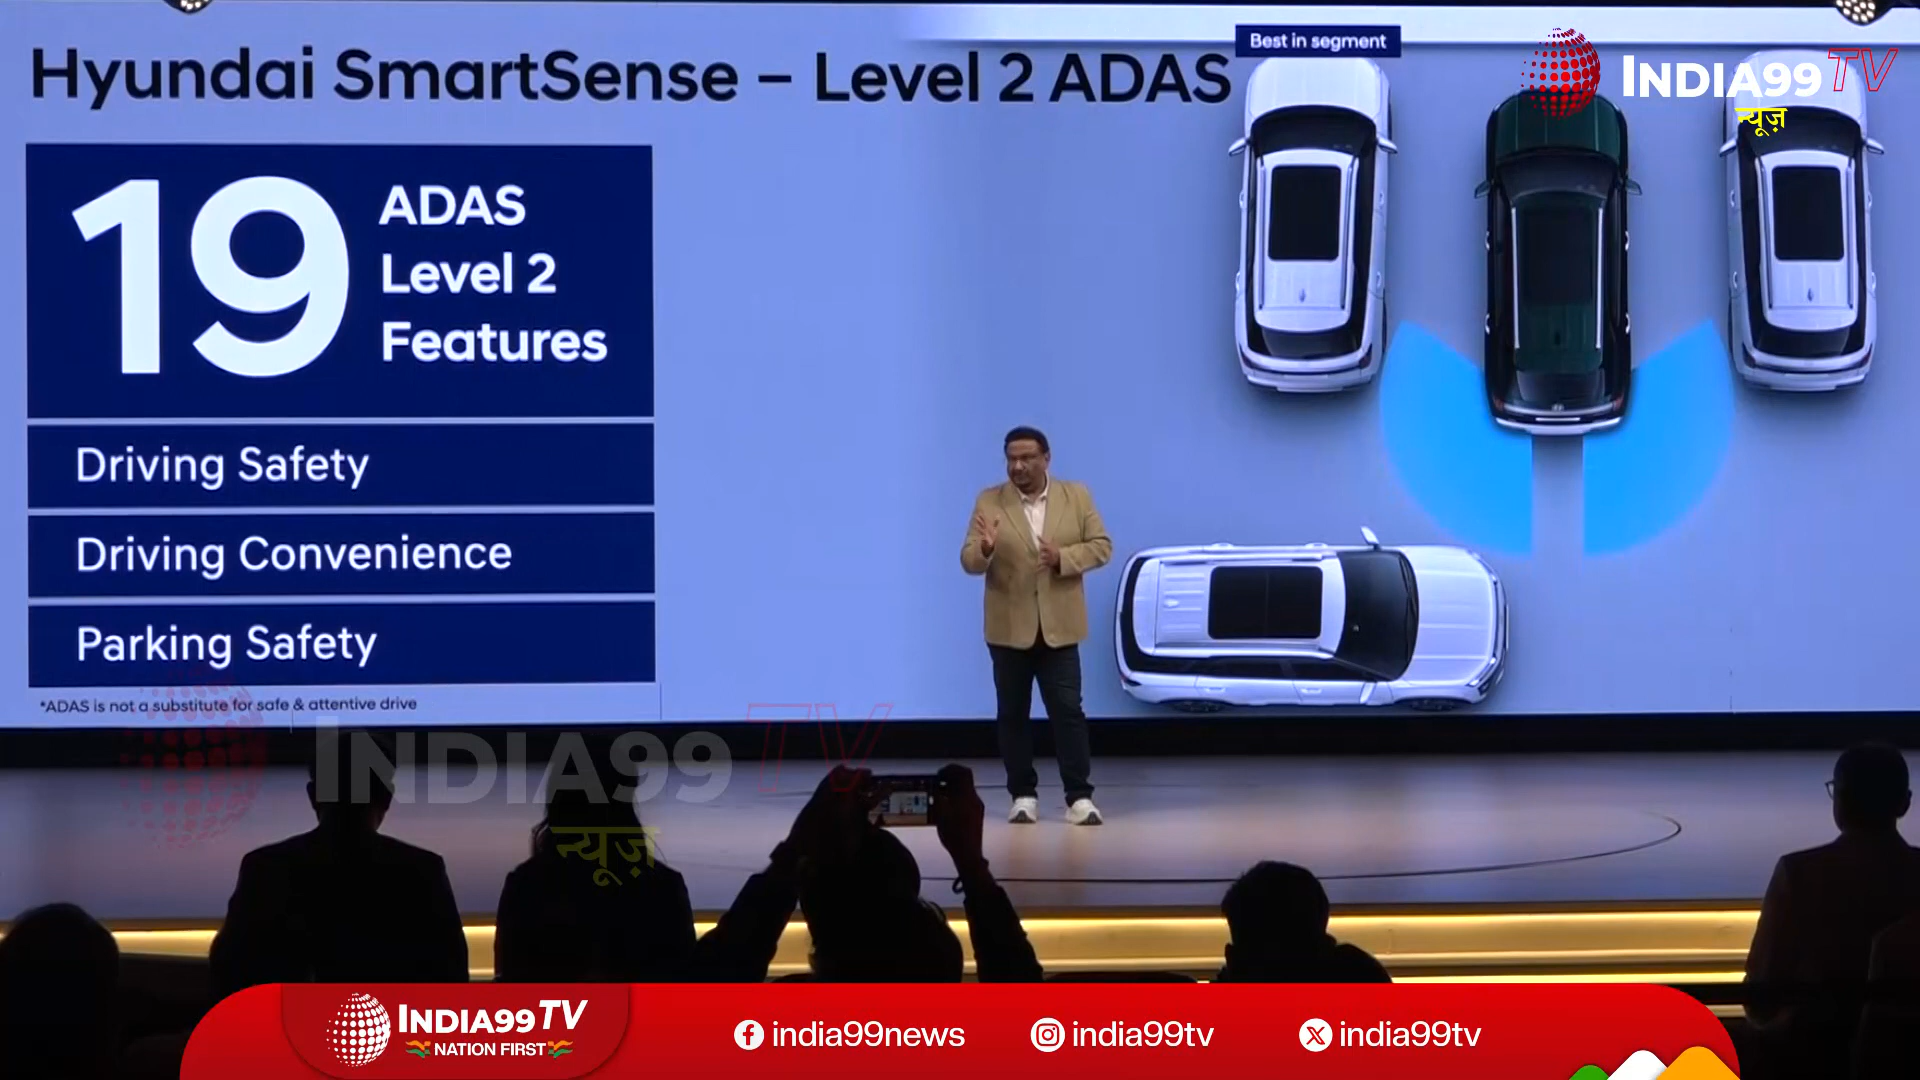 Best in segment
Hyundai SmartSense – Level 2 ADAS
INDIA99 TV
न्यूज़
19
ADAS
Level 2
Features
Driving Safety
Driving Convenience
Parking Safety
*ADAS is not a substitute for safe & attentive drive
INDIA99 TV
न्यूज़
INDIA99 TV
NATION FIRST
india99news
india99tv
india99tv